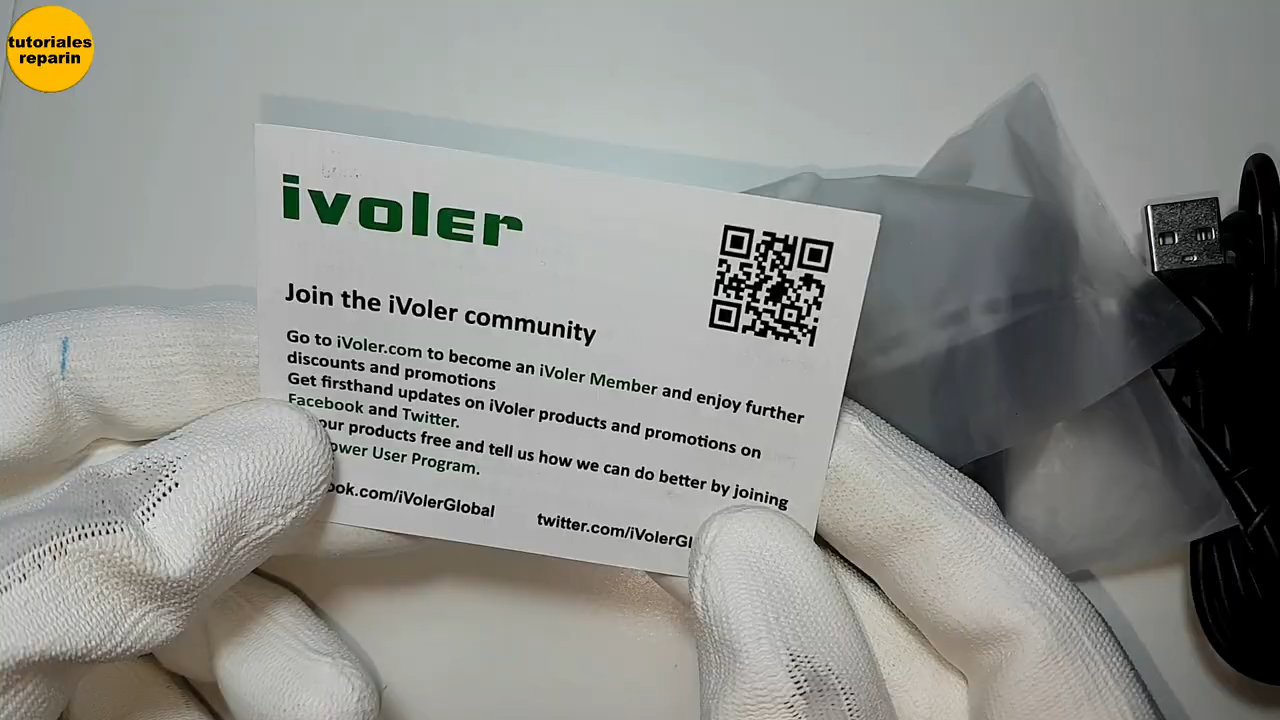 tutoriales
reparin
ivoler
Join the iVoler community
Go to iVoler.com to become an iVoler Member and enjoy further
discounts and promotions
Get firsthand updates on iVoler products and promotions on
Facebook and Twitter.
our products free and tell us how we can do better by joining
User Program.
ook.com/iVolerGlobal
twitter.com/iVolerGl